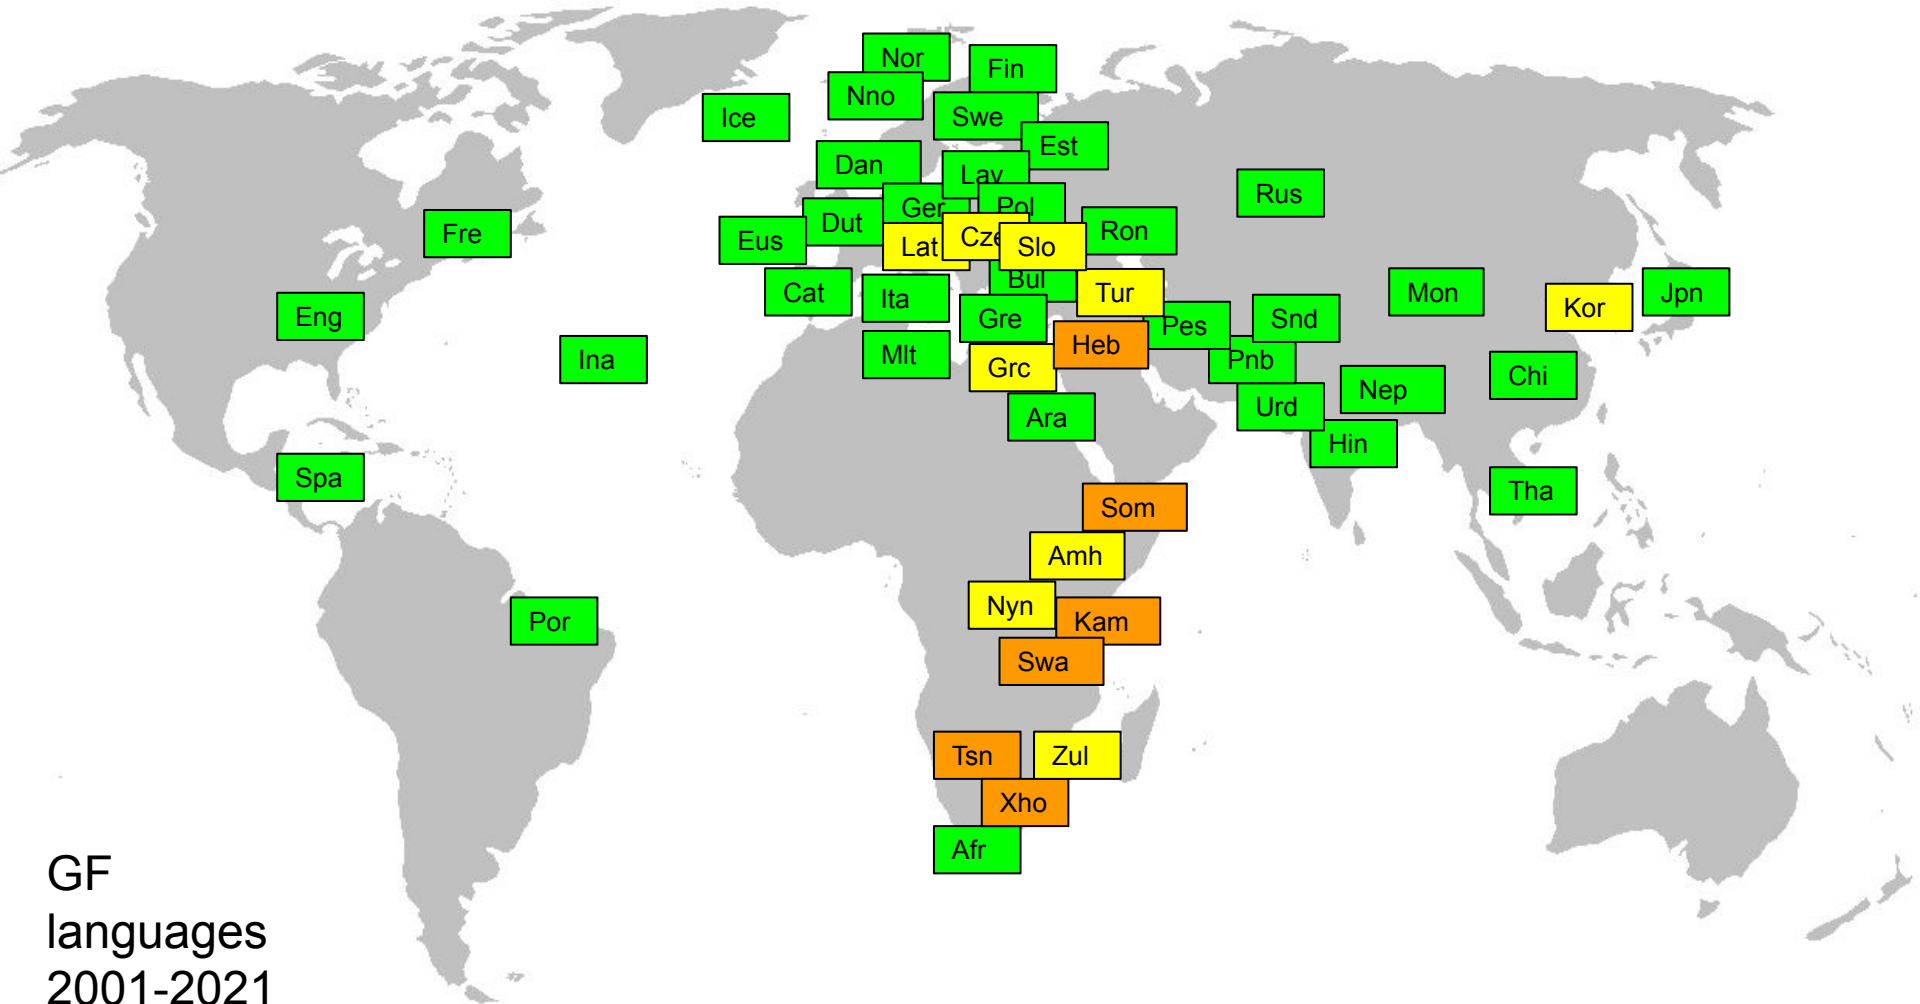 Nor
Fin
Nno
Ice
Swe
Est
Dan
Lav
Rus
Ger
Pol
Dut
Fre
Eus
Lat
Cze
Slo
Ron
Bul
Cat
Ita
Tur
Mon
Kor
Jpn
Eng
Gre
Pes
Snd
Heb
Ina
Mlt
Grc
Pnb
Chi
Nep
Urd
Ara
Hin
Spa
Tha
Som
Amh
Nyn
Kam
Por
Swa
Tsn
Zul
Xho
Afr
GF
languages
2001-2021